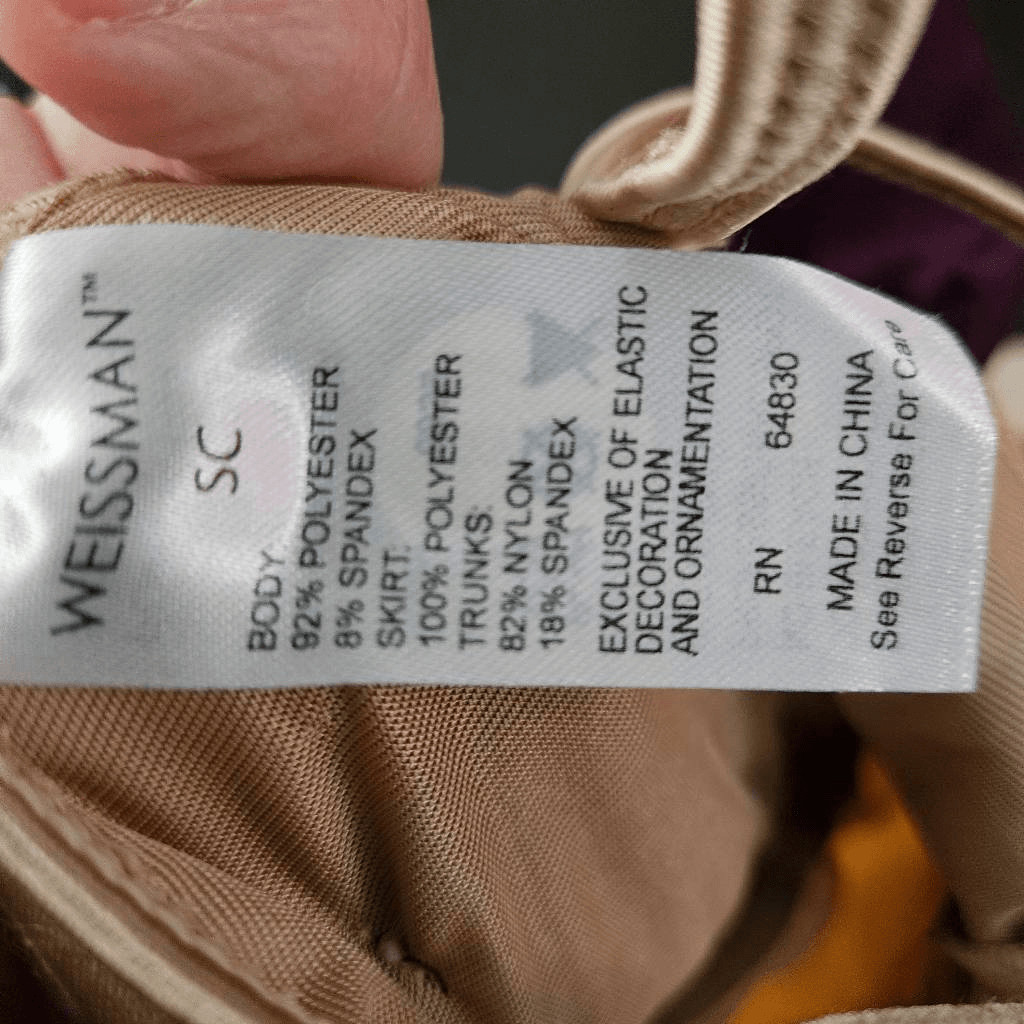 WEISSMAN™
SC
BODY
92% POLYESTER
8% SPANDEX
SKIRT:
100% POLYESTER
TRUNKS:
82% NYLON
18% SPANDEX
EXCLUSIVE OF ELASTIC
DECORATION
AND ORNAMENTATION
RN 64830
MADE IN CHINA
See Reverse For Care